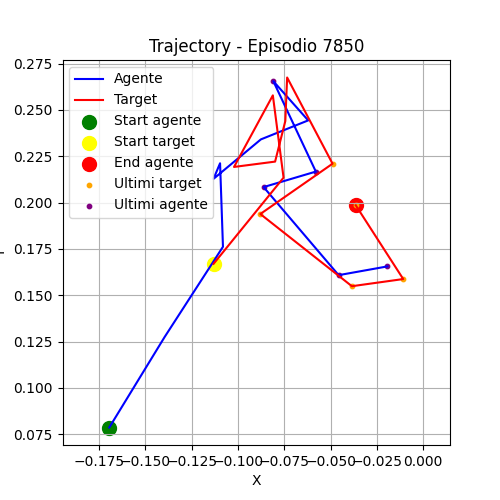 Trajectory - Episodio 7850
0.275
0.250
0.225
0.200
0.175
0.150
0.125
0.100
0.075
Agente
Target
Start agente
Start target
End agente
Ultimi target
Ultimi agente
−0.175 −0.150 −0.125 −0.100 −0.075 −0.050 −0.025 0.000
X